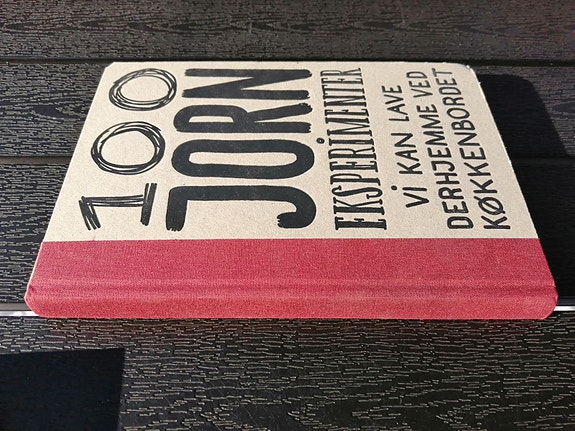 100
JORN
EKSPERIMENTER
VI KAN LAVE
DERHJEMME VED
KØKKENBORDET